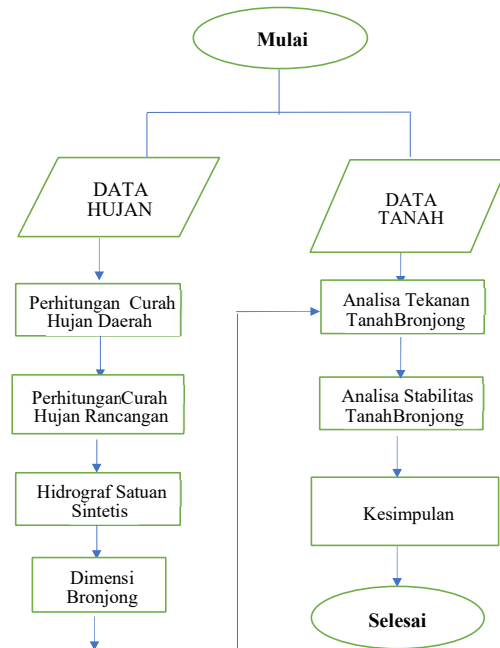 Mulai
DATA
HUJAN
Perhitungan Curah
Hujan Daerah
PerhitunganCurah
Hujan Rancangan
Hidrograf Satuan
Sintetis
Dimensi
Bronjong
DATA
TANAH
Analisa Tekanan
TanahBronjong
Analisa Stabilitas
TanahBronjong
Kesimpulan
Selesai